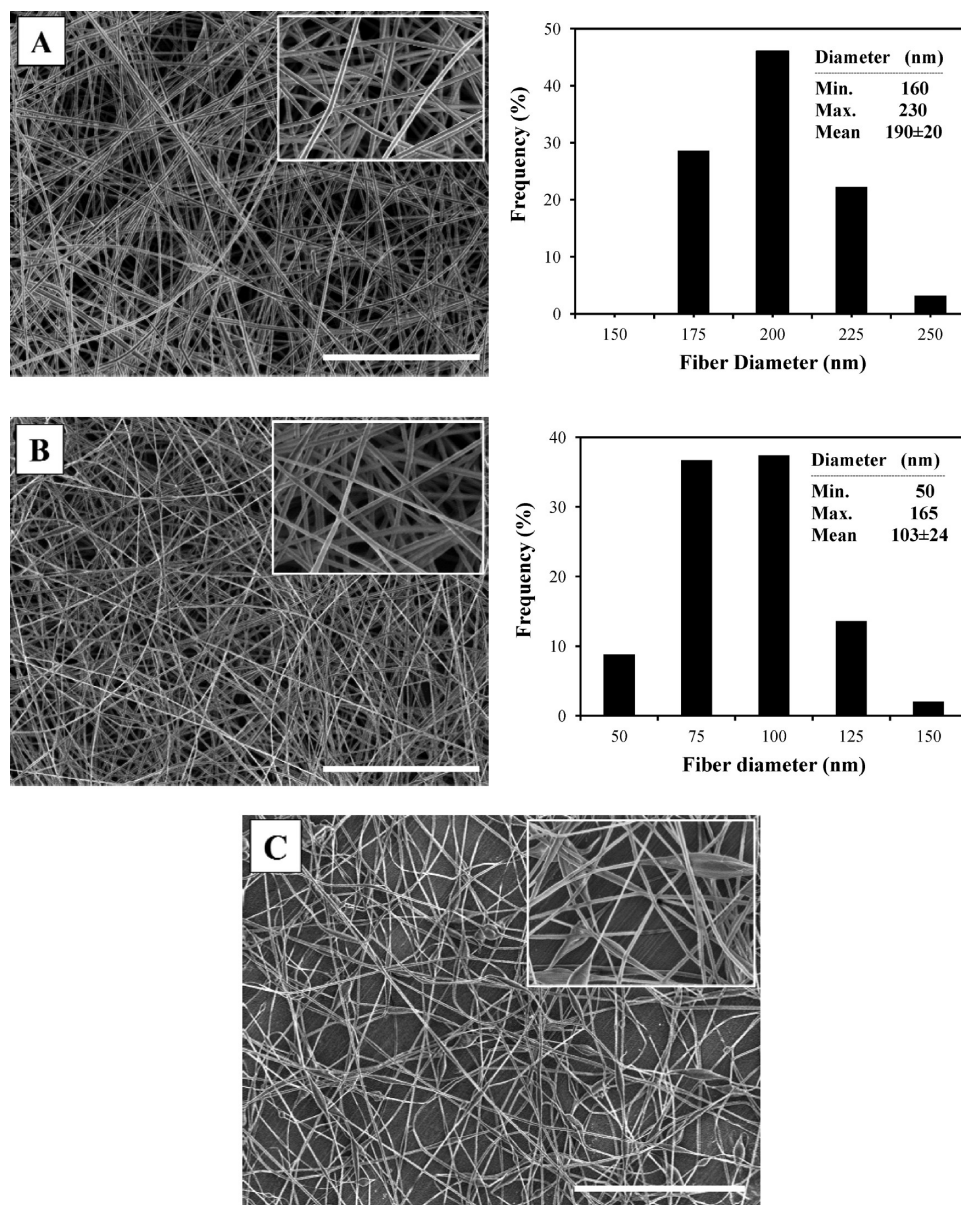 A
50
40
30
20
10
0
Frequency (%)
Diameter (nm)
Min. 160
Max. 230
Mean 190±20
150 175 200 225 250
Fiber Diameter (nm)
B
40
30
20
10
0
Frequency (%)
Diameter (nm)
Min. 50
Max. 165
Mean 103±24
50 75 100 125 150
Fiber diameter (nm)
C